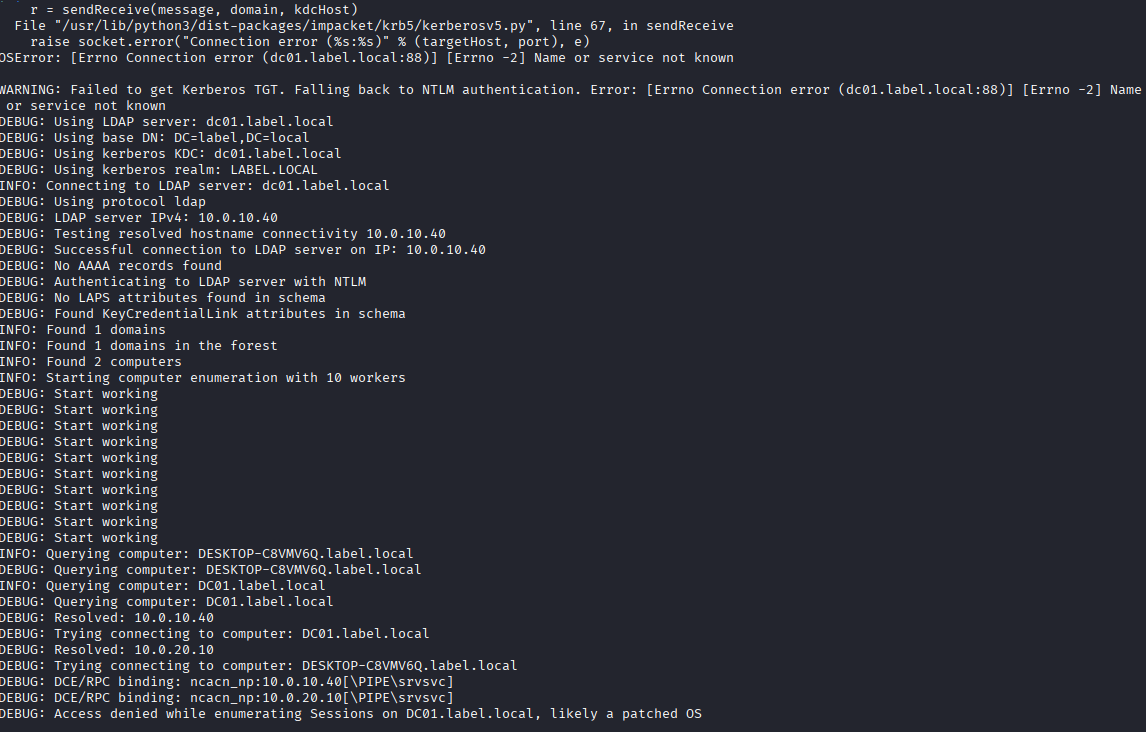 r = sendReceive(message, domain, kdcHost)
File "/usr/lib/python3/dist-packages/impacket/krb5/kerberosv5.py", line 67, in sendReceive
raise socket.error("Connection error (%s:%s)" % (targetHost, port), e)
OSError: [Errno Connection error (dc01.label.local:88)] [Errno -2] Name or service not known
WARNING: Failed to get Kerberos TGT. Falling back to NTLM authentication. Error: [Errno Connection error (dc01.label.local:88)] [Errno -2] Name
or service not known
DEBUG: Using LDAP server: dc01.label.local
DEBUG: Using base DN: DC=label,DC=local
DEBUG: Using kerberos KDC: dc01.label.local
DEBUG: Using kerberos realm: LABEL.LOCAL
INFO: Connecting to LDAP server: dc01.label.local
DEBUG: Using protocol ldap
DEBUG: LDAP server IPv4: 10.0.10.40
DEBUG: Testing resolved hostname connectivity 10.0.10.40
DEBUG: Successful connection to LDAP server on IP: 10.0.10.40
DEBUG: No AAAA records found
DEBUG: Authenticating to LDAP server with NTLM
DEBUG: No LAPS attributes found in schema
DEBUG: Found KeyCredentialLink attributes in schema
INFO: Found 1 domains
INFO: Found 1 domains in the forest
INFO: Found 2 computers
INFO: Starting computer enumeration with 10 workers
DEBUG: Start working
DEBUG: Start working
DEBUG: Start working
DEBUG: Start working
DEBUG: Start working
DEBUG: Start working
DEBUG: Start working
DEBUG: Start working
DEBUG: Start working
DEBUG: Start working
INFO: Querying computer: DESKTOP-C8VMV6Q.label.local
DEBUG: Querying computer: DESKTOP-C8VMV6Q.label.local
INFO: Querying computer: DC01.label.local
DEBUG: Querying computer: DC01.label.local
DEBUG: Resolved: 10.0.10.40
DEBUG: Trying connecting to computer: DC01.label.local
DEBUG: Resolved: 10.0.20.10
DEBUG: Trying connecting to computer: DESKTOP-C8VMV6Q.label.local
DEBUG: DCE/RPC binding: ncacn_np:10.0.10.40[\PIPE\srvsvc]
DEBUG: DCE/RPC binding: ncacn_np:10.0.20.10[\PIPE\srvsvc]
DEBUG: Access denied while enumerating Sessions on DC01.label.local, likely a patched OS